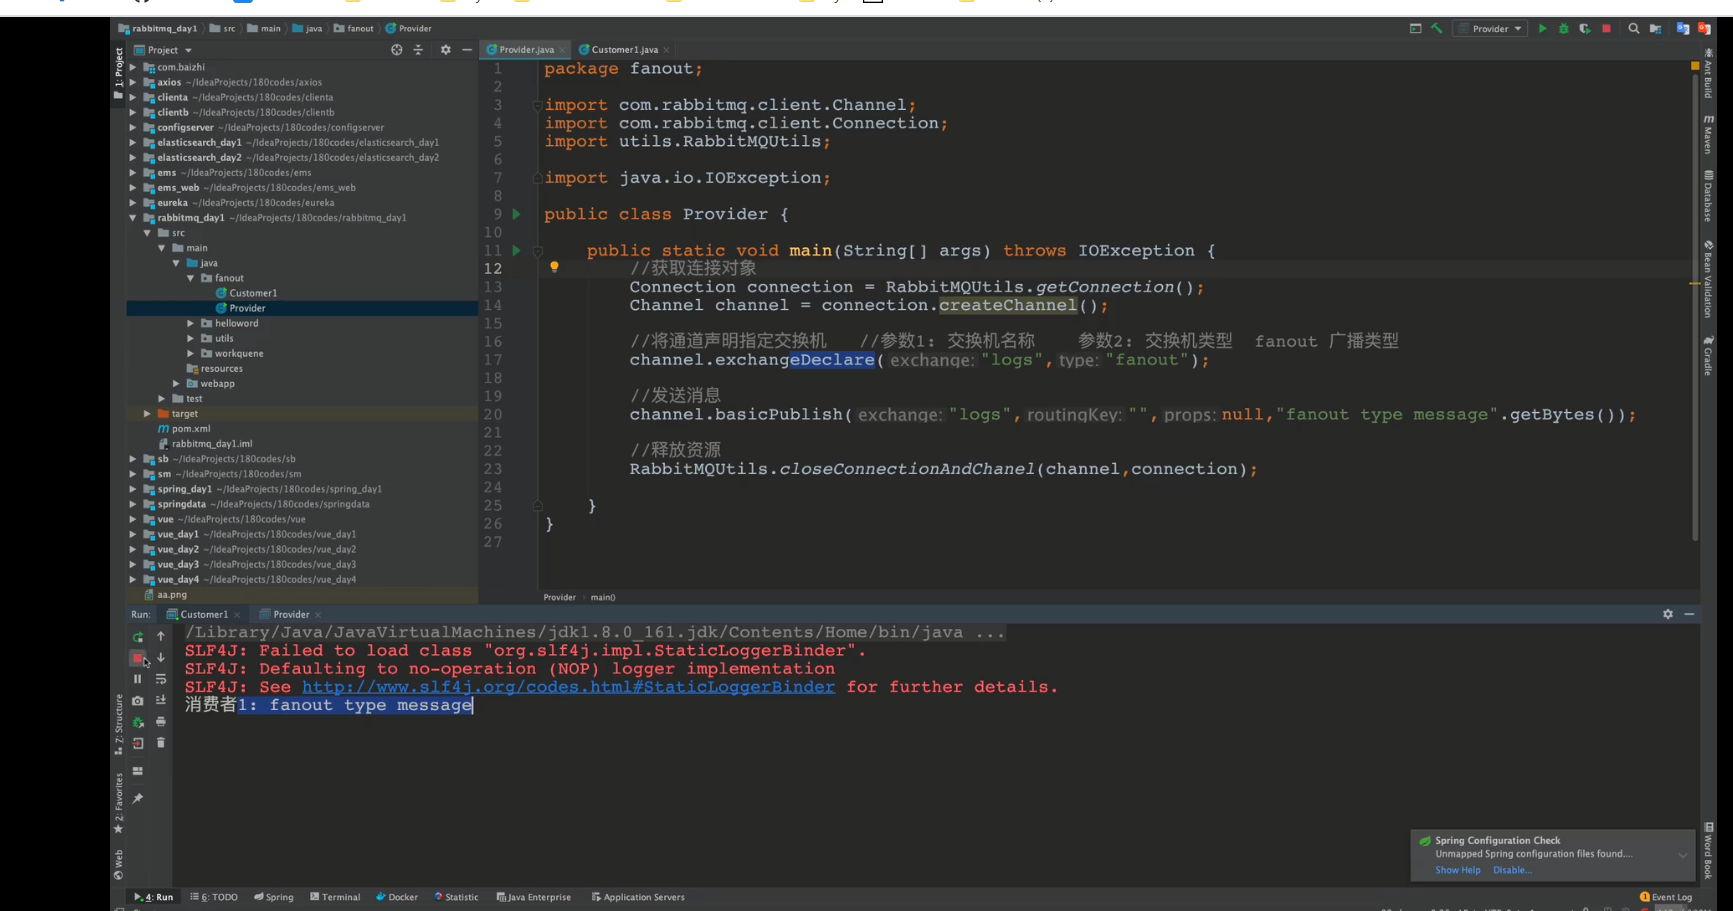 rabbitmq_day1 src main java fanout Provider
Provider
1: Project
Project
com.baizhi
axios ~/IdeaProjects/180codes/axios
clienta ~/IdeaProjects/180codes/clienta
clientb ~/IdeaProjects/180codes/clientb
configserver ~/IdeaProjects/180codes/configserver
elasticsearch_day1 ~/IdeaProjects/180codes/elasticsearch_day1
elasticsearch_day2 ~/IdeaProjects/180codes/elasticsearch_day2
ems ~/IdeaProjects/180codes/ems
ems_web ~/IdeaProjects/180codes/ems_web
eureka ~/IdeaProjects/180codes/eureka
rabbitmq_day1 ~/IdeaProjects/180codes/rabbitmq_day1
src
main
java
fanout
Customer1
Provider
helloword
utils
workquene
resources
webapp
test
target
pom.xml
rabbitmq_day1.iml
sb ~/IdeaProjects/180codes/sb
sm ~/IdeaProjects/180codes/sm
spring_day1 ~/IdeaProjects/180codes/spring_day1
springdata ~/IdeaProjects/180codes/springdata
vue ~/IdeaProjects/180codes/vue
vue_day1 ~/IdeaProjects/180codes/vue_day1
vue_day2 ~/IdeaProjects/180codes/vue_day2
vue_day3 ~/IdeaProjects/180codes/vue_day3
vue_day4 ~/IdeaProjects/180codes/vue_day4
aa.png
Provider.java Customer1.java
1 package fanout;
2
3 import com.rabbitmq.client.Channel;
4 import com.rabbitmq.client.Connection;
5 import utils.RabbitMQUtils;
6
7 import java.io.IOException;
8
9 public class Provider {
10
11 public static void main(String[] args) throws IOException {
12 //获取连接对象
13 Connection connection = RabbitMQUtils.getConnection();
14 Channel channel = connection.createChannel();
15
16 //将通道声明指定交换机 //参数1: 交换机名称 参数2: 交换机类型 fanout 广播类型
17 channel.exchangeDeclare( exchange: "logs", type: "fanout");
18
19 //发送消息
20 channel.basicPublish( exchange: "logs", routingKey: "", props: null,"fanout type message".getBytes());
21
22 //释放资源
23 RabbitMQUtils.closeConnectionAndChanel(channel,connection);
24
25 }
26 }
27
Provider main()
Ant Build
Maven
Database
Bean Validation
Gradle
Word Book
Run: Customer1 Provider
/Library/Java/JavaVirtualMachines/jdk1.8.0_161.jdk/Contents/Home/bin/java ...
SLF4J: Failed to load class "org.slf4j.impl.StaticLoggerBinder".
SLF4J: Defaulting to no-operation (NOP) logger implementation
SLF4J: See http://www.slf4j.org/codes.html#StaticLoggerBinder for further details.
消费者1: fanout type message
Z: Structure
2: Favorites
Web
Spring Configuration Check
Unmapped Spring configuration files found....
Show Help Disable...
4: Run 6: TODO Spring Terminal Docker Statistic Java Enterprise Application Servers
1 Event Log